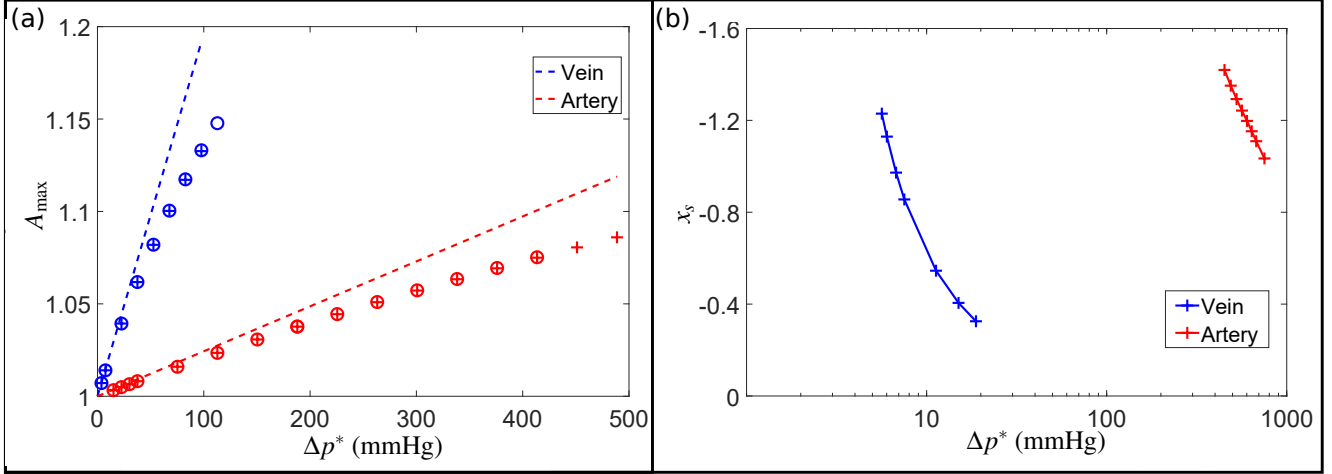 (a)
1.2
1.15
1.1
1.05
1
A_max
0 100 200 300 400 500
Δp* (mmHg)
Vein
Artery
(b)
-1.6
-1.2
-0.8
-0.4
0
x_s
10 100 1000
Δp* (mmHg)
Vein
Artery